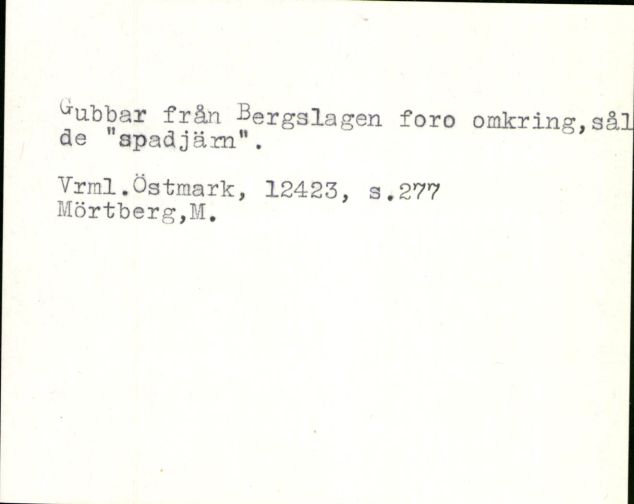 Gubbar från Bergslagen foro omkring,sål
de "spadjärn".
Vrml.Östmark, 12423, s.277
Mörtberg,M.